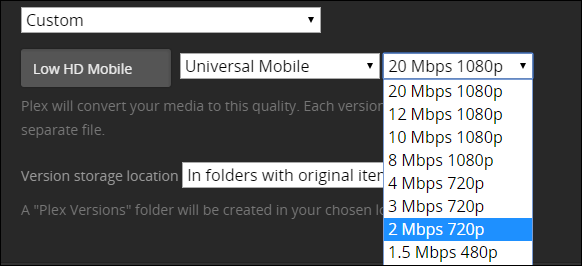 Custom
Low HD Mobile
Universal Mobile
20 Mbps 1080p
20 Mbps 1080p
12 Mbps 1080p
10 Mbps 1080p
8 Mbps 1080p
4 Mbps 720p
3 Mbps 720p
2 Mbps 720p
1.5 Mbps 480p
Plex will convert your media to this quality. Each version
separate file.
Version storage location
In folders with original iter
A "Plex Versions" folder will be created in your chosen